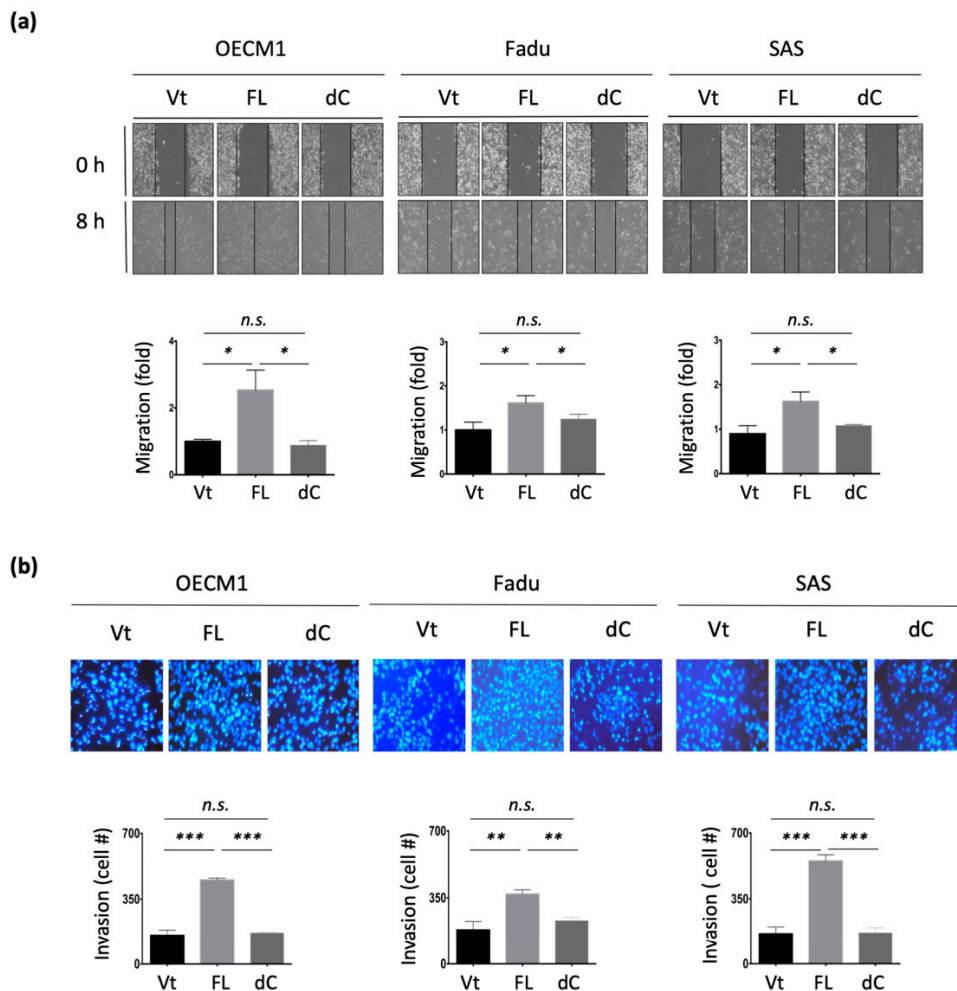 (a)
OECM1 Fadu SAS
Vt FL dC Vt FL dC Vt FL dC
0 h
8 h
n.s. n.s. n.s.
* * * * * *
Migration (fold) 4 2 0 Migration (fold) 3 2 1 0 Migration (fold) 3 2 1 0
Vt FL dC Vt FL dC Vt FL dC
(b)
OECM1 Fadu SAS
Vt FL dC Vt FL dC Vt FL dC
n.s. n.s. n.s.
*** *** ** ** *** ***
Invasion (cell #) 700 350 0 Invasion (cell #) 700 350 0 Invasion ( cell #) 700 350 0
Vt FL dC Vt FL dC Vt FL dC